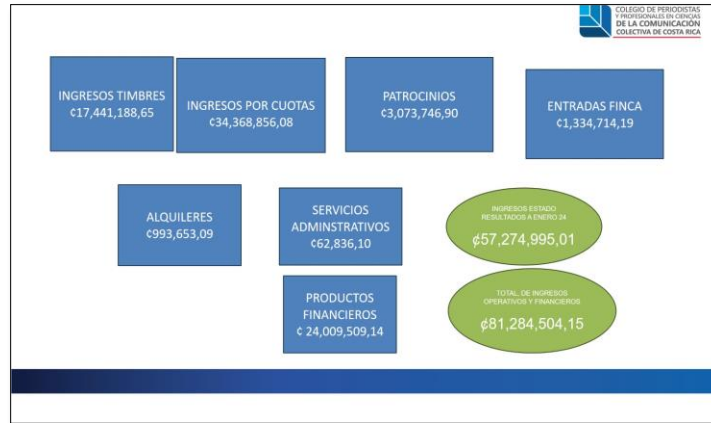 COLEGIO DE PERIODISTAS
Y PROFESIONALES EN CIENCIAS
DE LA COMUNICACIÓN
COLECTIVA DE COSTA RICA
INGRESOS TIMBRES
¢17,441,188,65
INGRESOS POR CUOTAS
¢34,368,856,08
PATROCINIOS
¢3,073,746,90
ENTRADAS FINCA
¢1,334,714,19
ALQUILERES
¢993,653,09
SERVICIOS
ADMINSTRATIVOS
¢62,836,10
INGRESOS ESTADO
RESULTADOS A ENERO 24
₡57,274,995,01
PRODUCTOS
FINANCIEROS
¢ 24,009,509,14
TOTAL, DE INGRESOS
OPERATIVOS Y FINANCIEROS
₡81,284,504,15